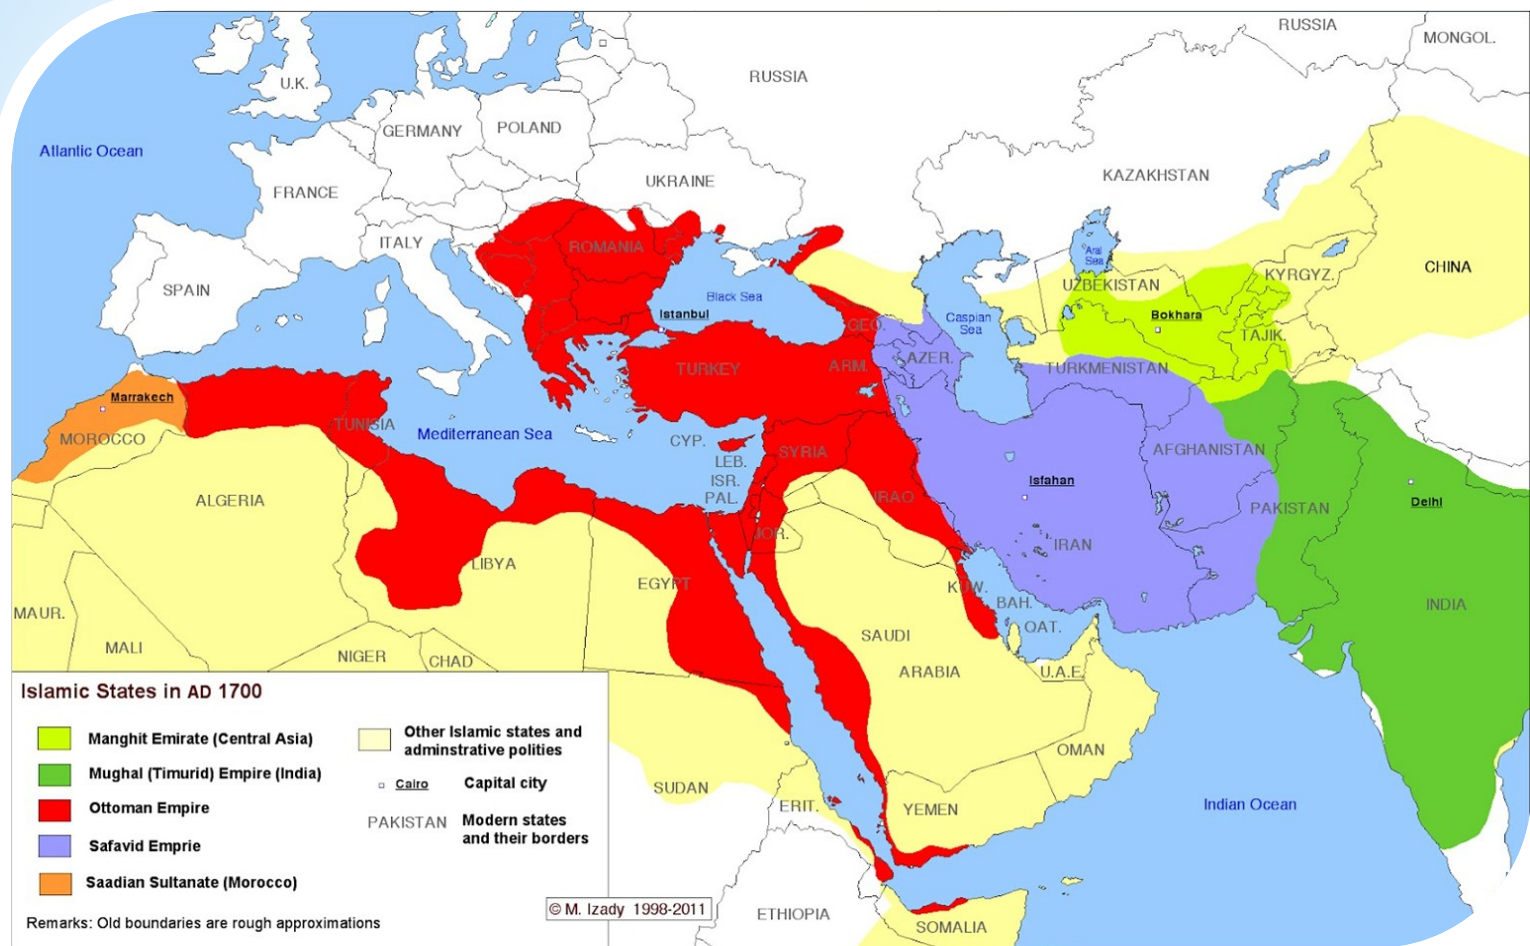 RUSSIA
MONGOL.
RUSSIA
U.K.
GERMANY
POLAND
Atlantic Ocean
KAZAKHSTAN
UKRAINE
FRANCE
ITALY
ROMANIA
Aral
Sea
KYRGYZ.
CHINA
UZBEKISTAN
SPAIN
Black Sea
Istanbul
Caspian
Sea
Bokhara
GEO.
TAJIK.
AZER.
TURKEY
ARM.
TURKMENISTAN
Marrakech
TUNISIA
Mediterranean Sea
MOROCCO
CYP.
SYRIA
AFGHANISTAN
LEB.
ISR.
PAL.
Isfahan
ALGERIA
IRAQ
Delhi
PAKISTAN
JOR.
IRAN
LIBYA
EGYPT
KUW.
BAH.
INDIA
MAUR.
QAT.
SAUDI
ARABIA
MALI
NIGER
CHAD
U.A.E.
Islamic States in AD 1700
Manghit Emirate (Central Asia)
Mughal (Timurid) Empire (India)
Ottoman Empire
Safavid Emprie
Saadian Sultanate (Morocco)
Other Islamic states and
adminstrative polities
Cairo Capital city
PAKISTAN Modern states
and their borders
Remarks: Old boundaries are rough approximations
© M. Izady 1998-2011
OMAN
SUDAN
ERIT.
YEMEN
Indian Ocean
ETHIOPIA
SOMALIA